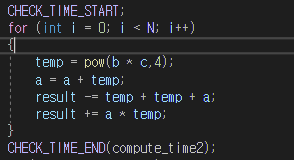 CHECK_TIME_START;
for (int i = 0; i < N; i++)
{
temp = pow(b * c,4);
a = a + temp;
result -= temp + temp + a;
result += a * temp;
}
CHECK_TIME_END(compute_time2);